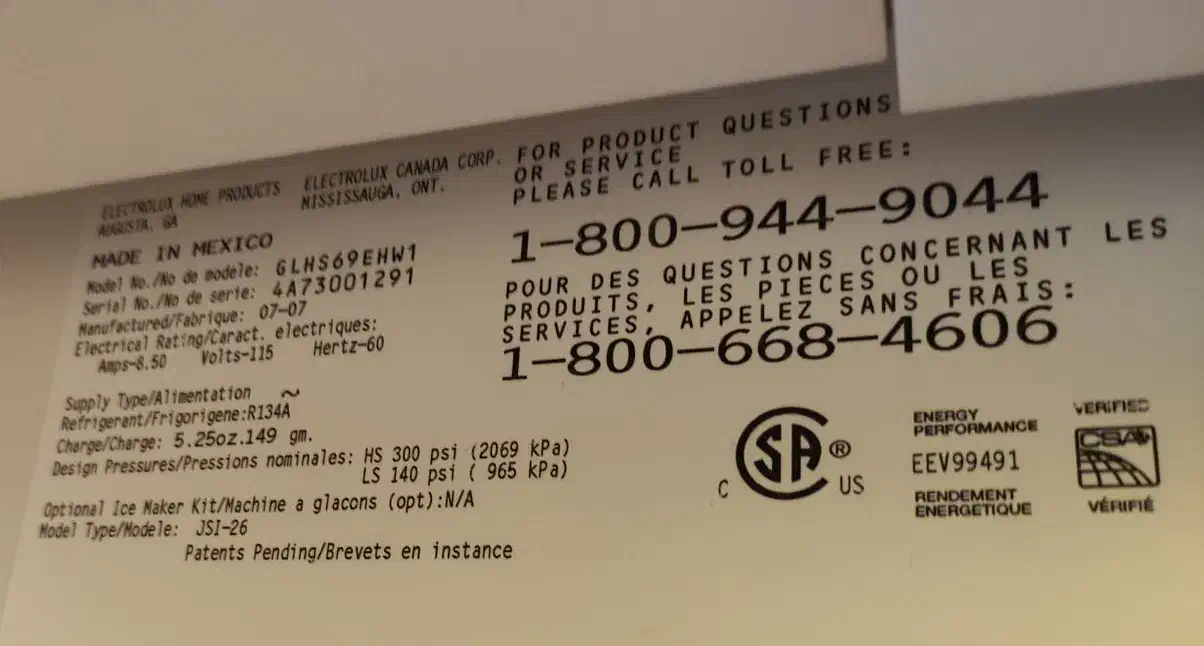 ELECTROLUX HOME PRODUCTS
AUGUSTA, GA
ELECTROLUX CANADA CORP.
MISSISSAUGA, ONT.
MADE IN MEXICO
Model No./No de modele: GLHS69EHW1
Serial No./No de serie: 4A73001291
Manufactured/Fabrique: 07-07
Electrical Rating/Caract. electriques:
Amps-8.50 Volts-115 Hertz-60
Supply Type/Alimentation ~
Refrigerant/Frigorigene:R134A
Charge/Charge: 5.25oz.149 gm.
Design Pressures/Pressions nominales: HS 300 psi (2069 kPa)
LS 140 psi ( 965 kPa)
Optional Ice Maker Kit/Machine a glacons (opt):N/A
Model Type/Modele: JSI-26
Patents Pending/Brevets en instance
FOR PRODUCT QUESTIONS
OR SERVICE
PLEASE CALL TOLL FREE:
1-800-944-9044
POUR DES QUESTIONS CONCERNANT LES
PRODUITS, LES PIECES OU LES
SERVICES, APPELEZ SANS FRAIS:
1-800-668-4606
C SA ® US
ENERGY
PERFORMANCE
EEV99491
RENDEMENT
ENERGETIQUE
VERIFIED
CSA
VÉRIFIÉ